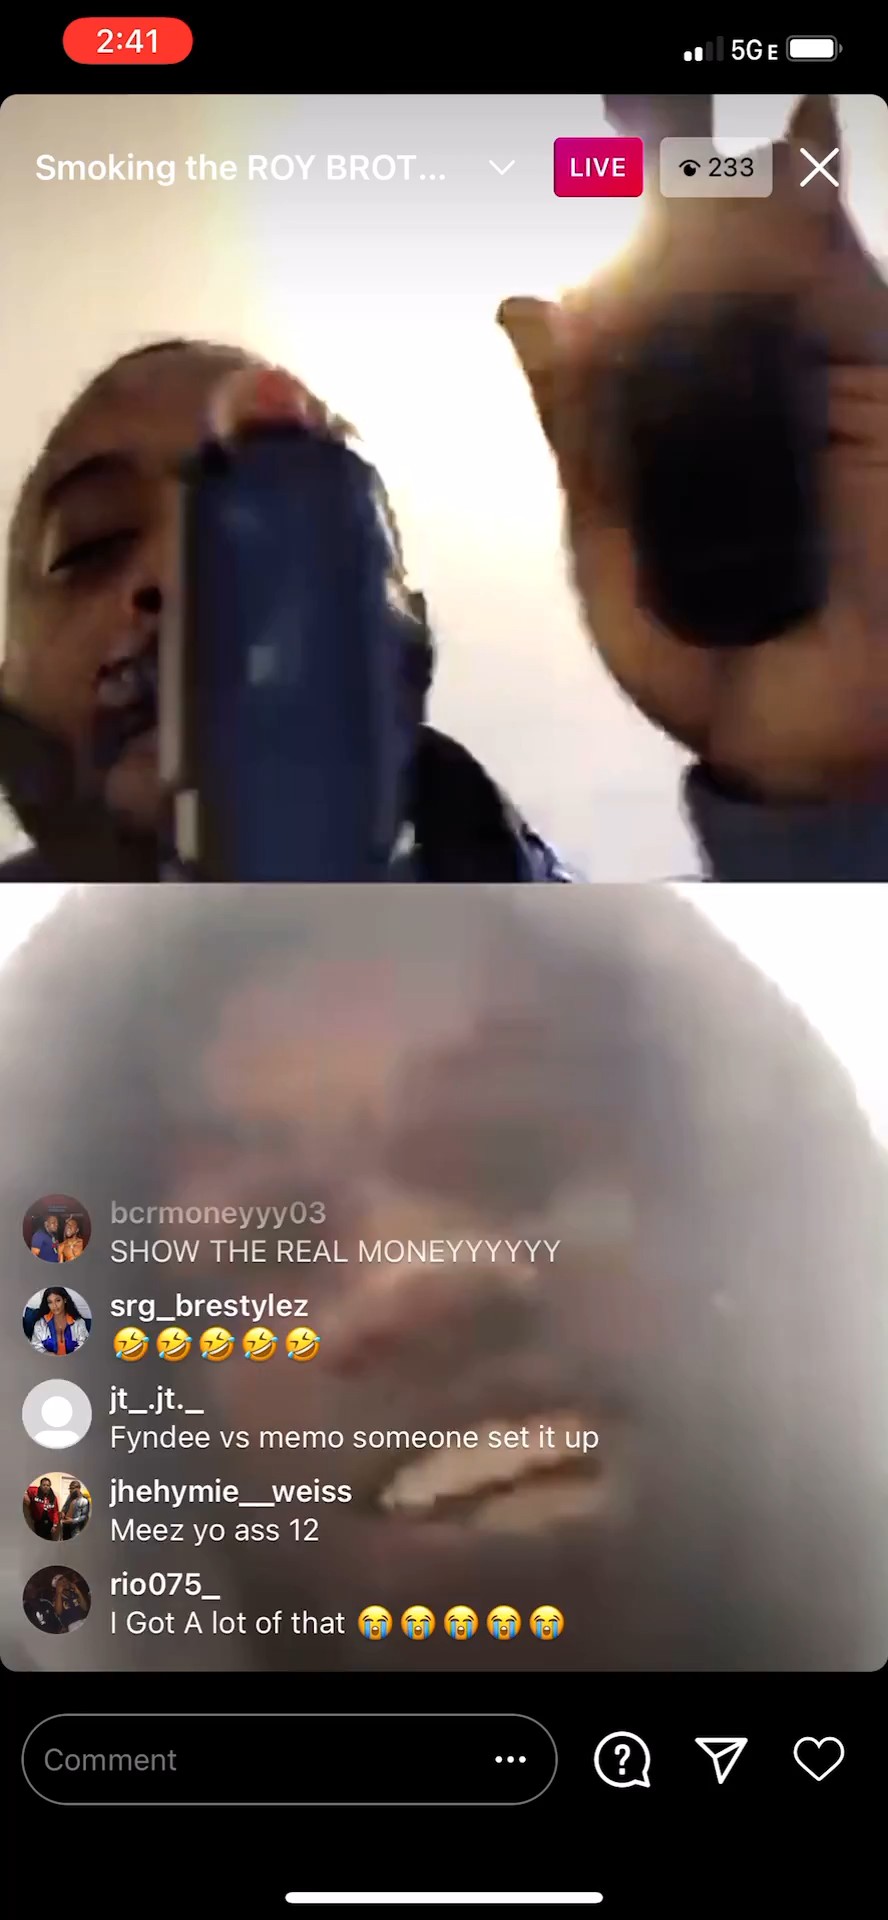 2:41
5GE
Smoking the ROY BROT...
LIVE
233
bcrmoneyyy03
SHOW THE REAL MONEYYYYYY
srg_brestylez
🤣🤣🤣🤣🤣
jt_.jt._
Fyndee vs memo someone set it up
jhehymie__weiss
Meez yo ass 12
rio075_
I Got A lot of that 😭😭😭😭😭
Comment